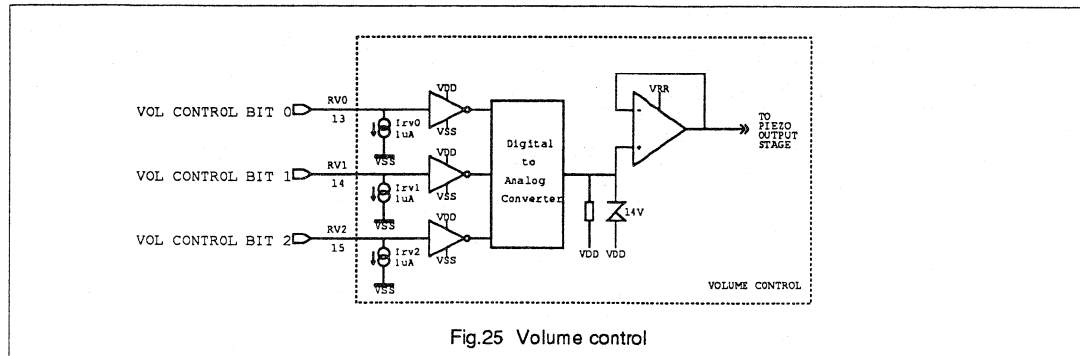 VOL CONTROL BIT 0
RV0
13
Irv0
1uA
VSS
VDD
VSS
VOL CONTROL BIT 1
RV1
14
Irv1
1uA
VSS
VDD
VSS
VOL CONTROL BIT 2
RV2
15
Irv2
1uA
VSS
VDD
VSS
Digital
to
Analog
Converter
14V
VDD
VDD
VRR
-
+
TO
PIEZO
OUTPUT
STAGE
VOLUME CONTROL
Fig.25 Volume control